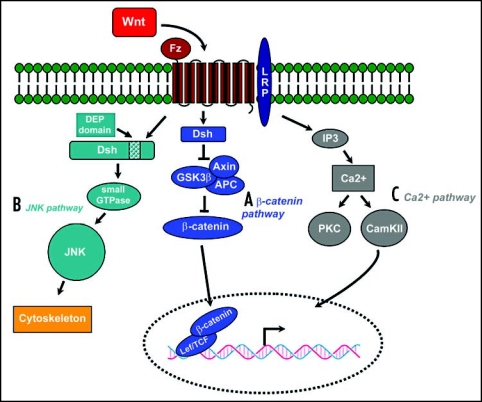 Wnt
Fz
LRP
DEP
domain
Dsh
Dsh
IP3
GSK3β
Axin
APC
Ca2+
small
GTPase
B JNK pathway
A β-catenin
pathway
C Ca2+ pathway
β-catenin
PKC
CamKII
JNK
Cytoskeleton
β-catenin
Lef/TCF